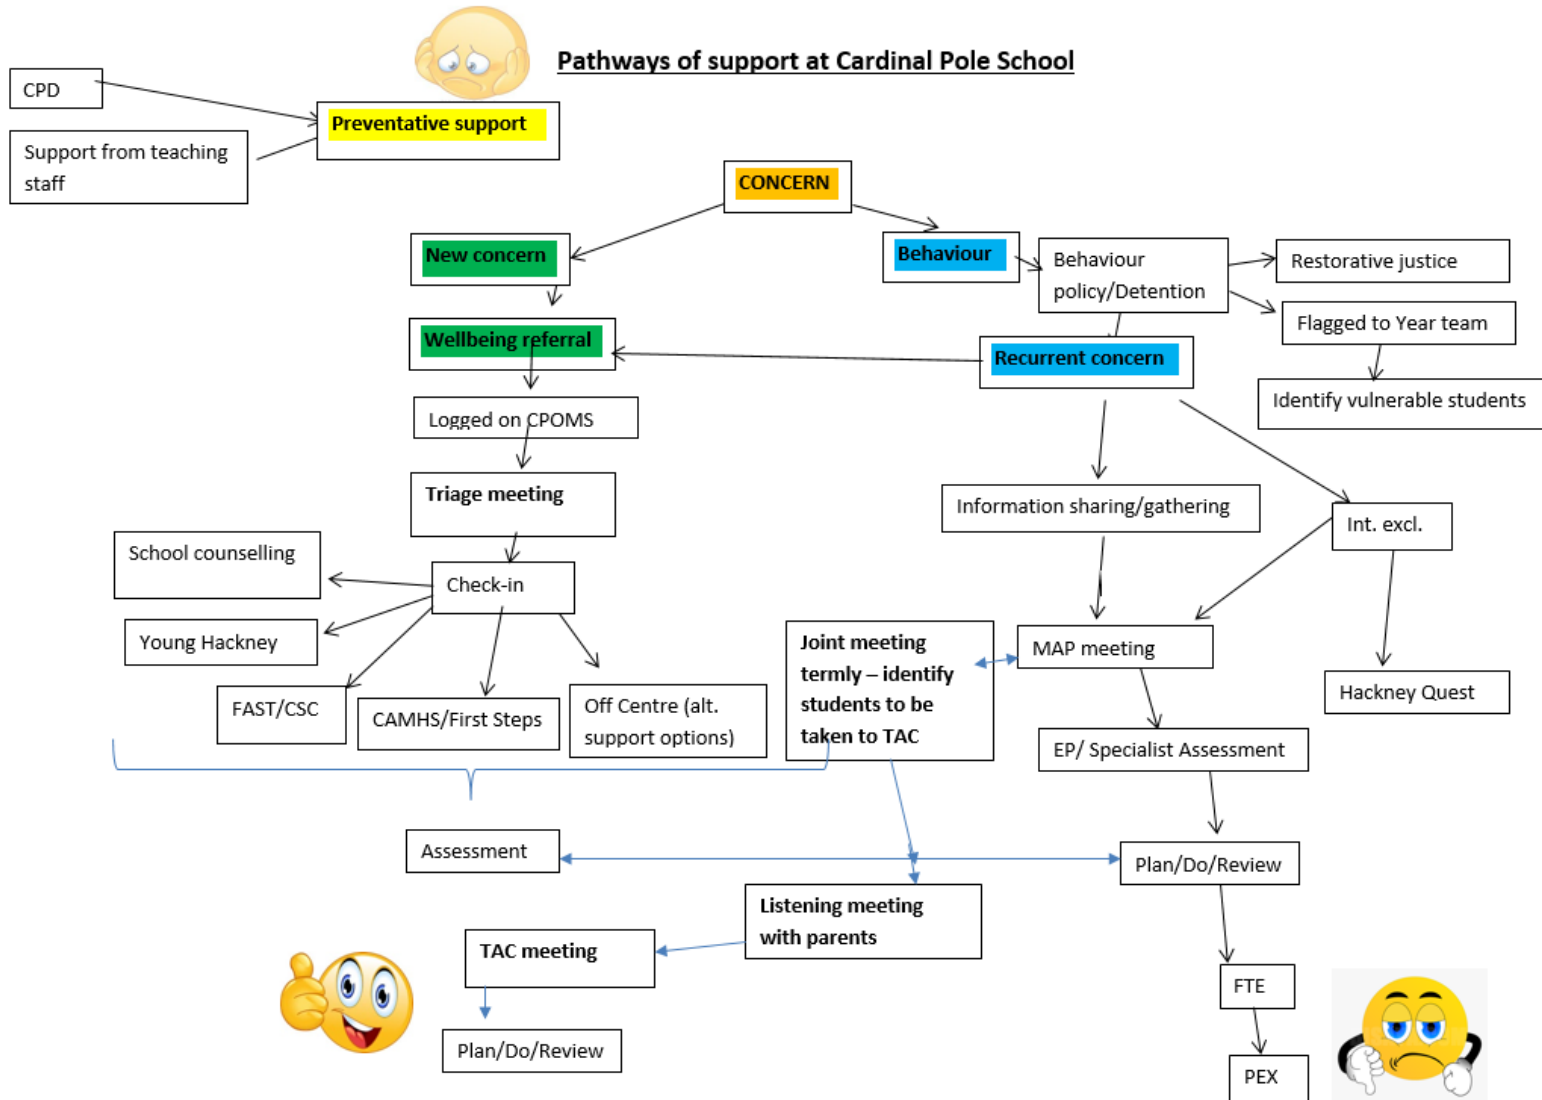 Pathways of support at Cardinal Pole School
CPD
Preventative support
Support from teaching
staff
CONCERN
New concern
Behaviour
Behaviour
policy/Detention
Restorative justice
Flagged to Year team
Wellbeing referral
Recurrent concern
Identify vulnerable students
Logged on CPOMS
Triage meeting
Information sharing/gathering
Int. excl.
School counselling
Check-in
Young Hackney
FAST/CSC
CAMHS/First Steps
Off Centre (alt.
support options)
Joint meeting
termly – identify
students to be
taken to TAC
MAP meeting
Hackney Quest
EP/ Specialist Assessment
Assessment
Plan/Do/Review
Listening meeting
with parents
TAC meeting
FTE
Plan/Do/Review
PEX